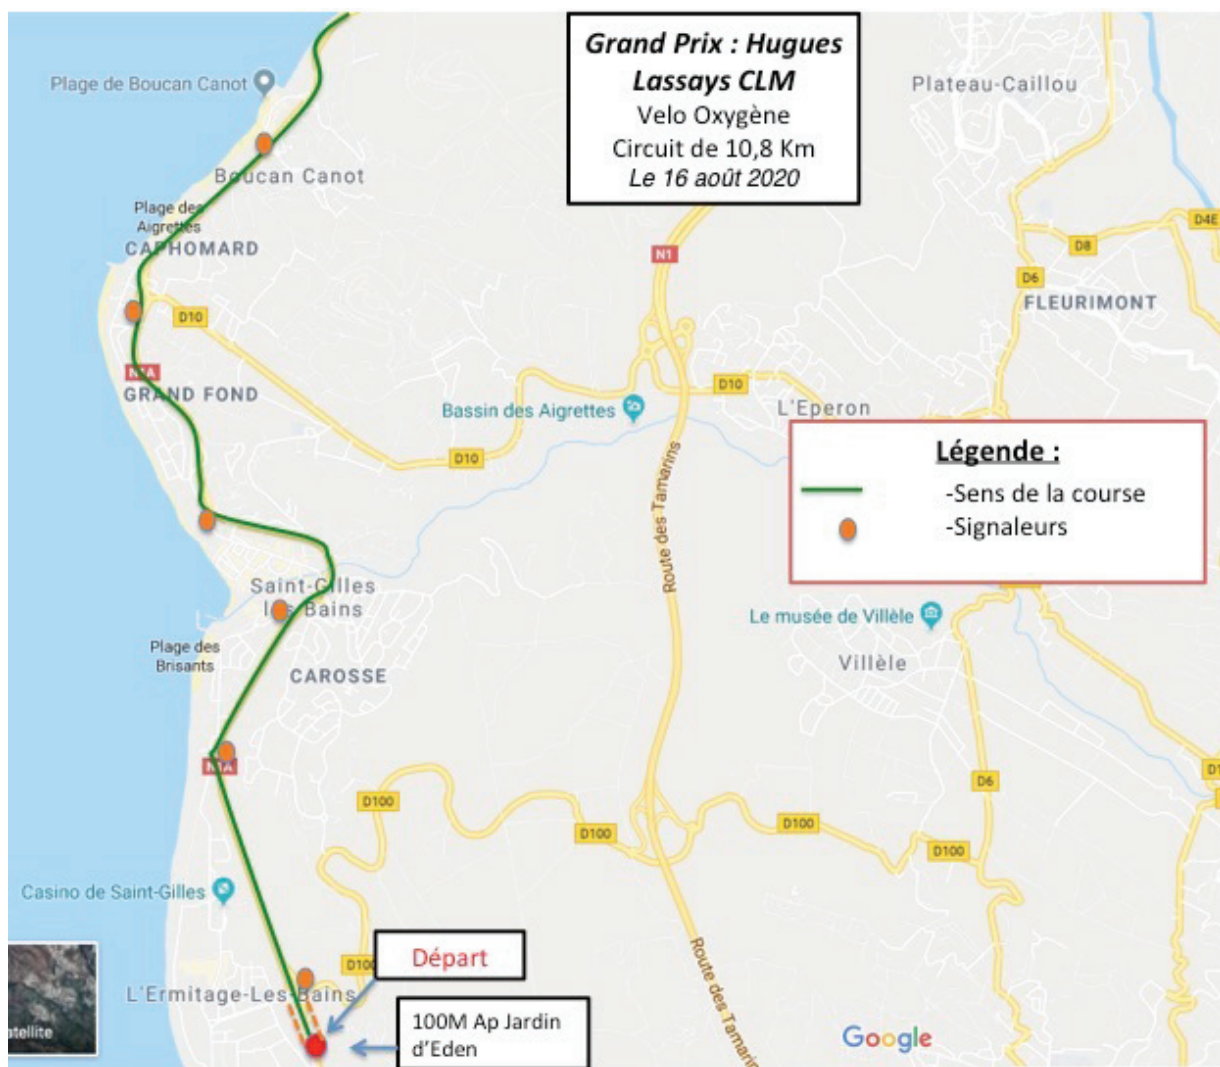 Grand Prix : Hugues
Lassays CLM
Velo Oxygène
Circuit de 10,8 Km
Le 16 août 2020
Plage de Boucan Canot
Plateau-Caillou
Boucan Canot
Plage des
Aigrettes
CAPHOMARD
D4E
D8
N1
D6
FLEURIMONT
D10
N1A
GRAND FOND
D10
L'Eperon
Bassin des Aigrettes
D10
Légende :
-Sens de la course
-Signaleurs
Route des Tamarins
Saint-Gilles
les Bains
Le musée de Villèle
Plage des
Brisants
Villèle
CAROSSE
N1A
D6
D100
D100
D100
D100
Casino de Saint-Gilles
Départ
D100
L'Ermitage-Les-Bains
Route des Tamarins
100M Ap Jardin
d'Eden
Google